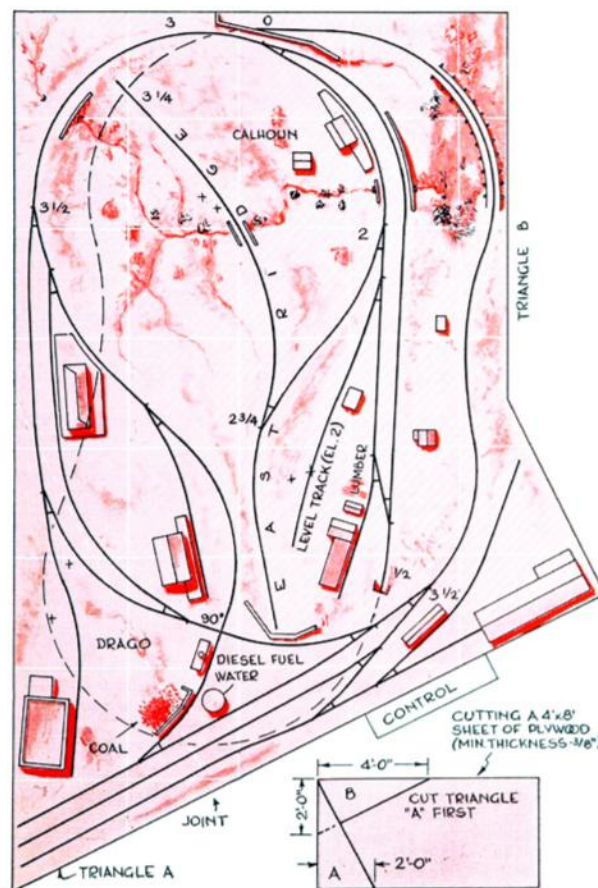 3
0
3 1/4
CALHOUN
3 1/2
2
EAST RIDGE
TRIANGLE B
2 3/4
LEVEL TRACK (EL. 2)
LUMBER
1/2
3 1/2
90°
DRAGO
DIESEL FUEL
WATER
COAL
CONTROL
JOINT
TRIANGLE A
CUTTING A 4'x8'
SHEET OF PLYWOOD
(MIN. THICKNESS-3/8")
4'-0"
2'-0"
B
CUT TRIANGLE
"A" FIRST
A
2'-0"